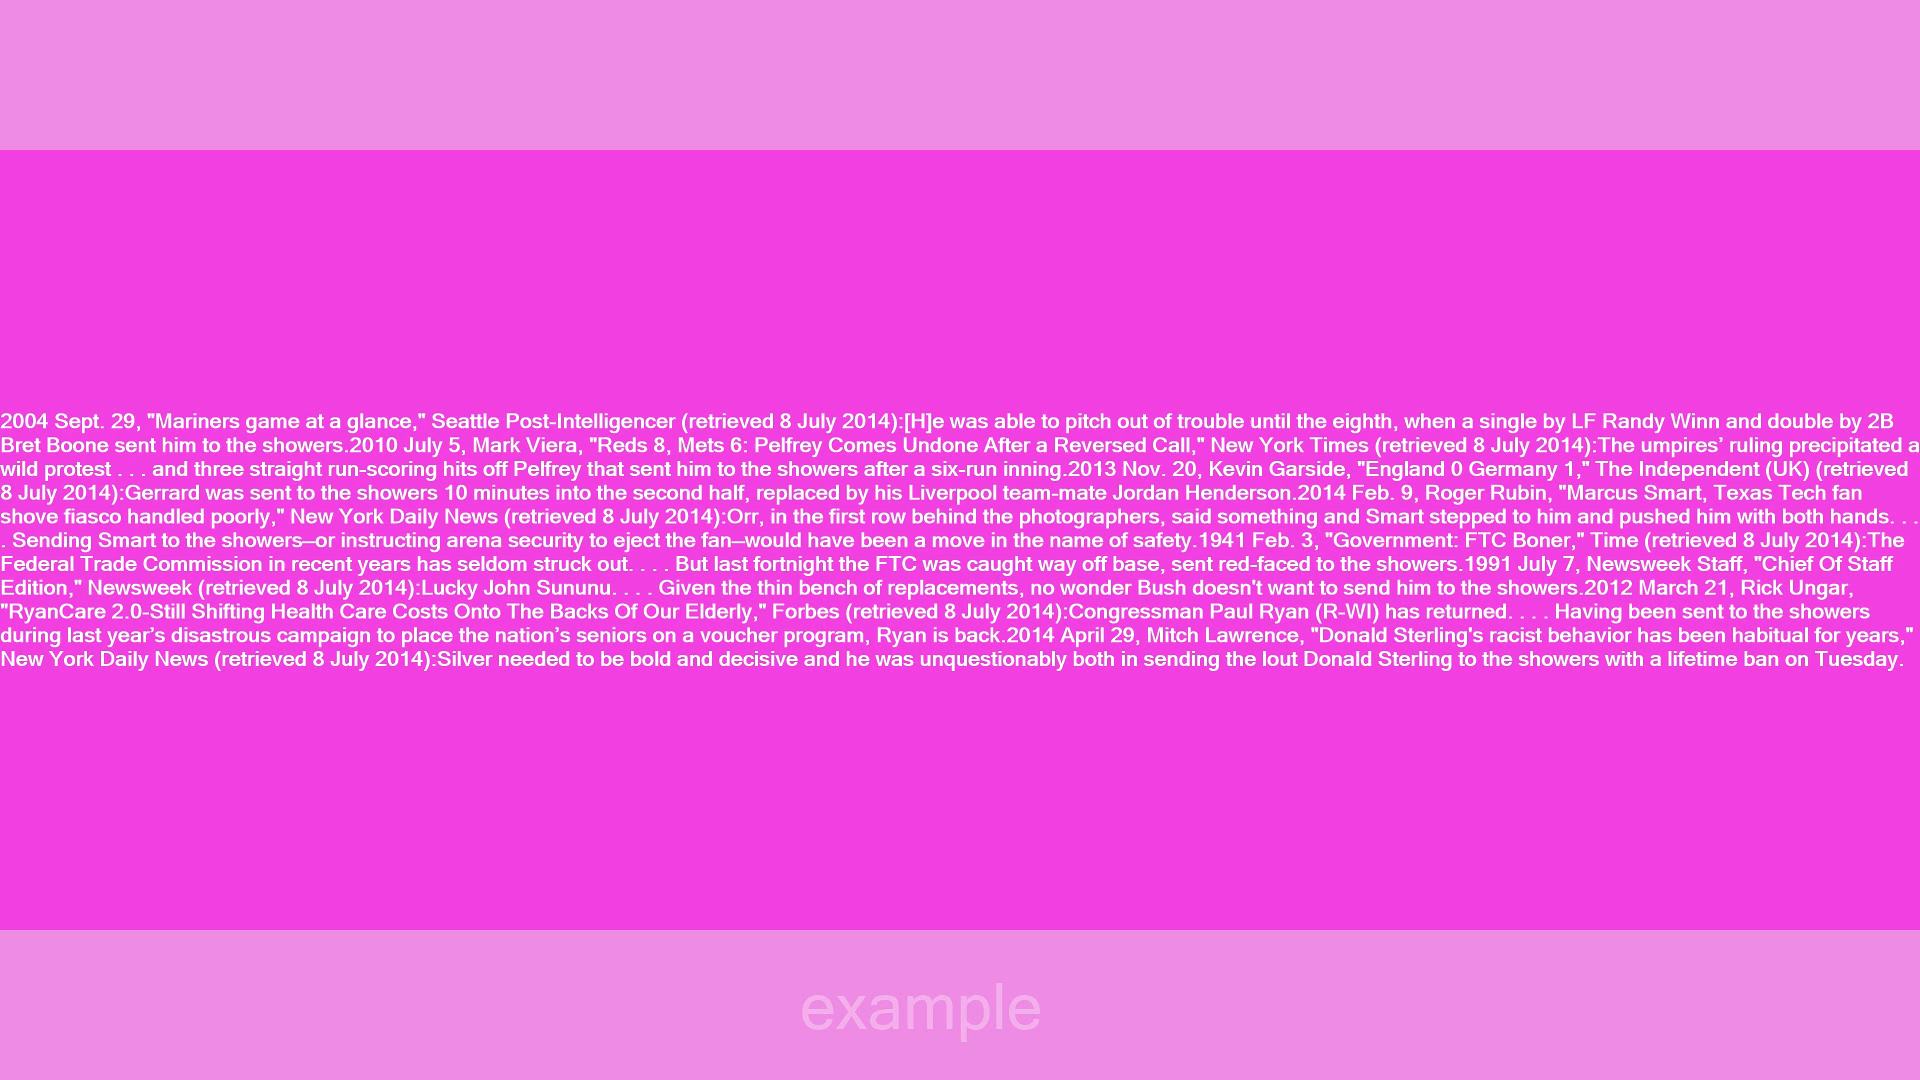 2004 Sept. 29, "Mariners game at a glance," Seattle Post-Intelligencer (retrieved 8 July 2014):[H]e was able to pitch out of trouble until the eighth, when a single by LF Randy Winn and double by 2B
Bret Boone sent him to the showers.2010 July 5, Mark Viera, "Reds 8, Mets 6: Pelfrey Comes Undone After a Reversed Call," New York Times (retrieved 8 July 2014):The umpires’ ruling precipitated a
wild protest . . . and three straight run-scoring hits off Pelfrey that sent him to the showers after a six-run inning.2013 Nov. 20, Kevin Garside, "England 0 Germany 1," The Independent (UK) (retrieved
8 July 2014):Gerrard was sent to the showers 10 minutes into the second half, replaced by his Liverpool team-mate Jordan Henderson.2014 Feb. 9, Roger Rubin, "Marcus Smart, Texas Tech fan
shove fiasco handled poorly," New York Daily News (retrieved 8 July 2014):Orr, in the first row behind the photographers, said something and Smart stepped to him and pushed him with both hands. . .
. Sending Smart to the showers—or instructing arena security to eject the fan—would have been a move in the name of safety.1941 Feb. 3, "Government: FTC Boner," Time (retrieved 8 July 2014):The
Federal Trade Commission in recent years has seldom struck out. . . . But last fortnight the FTC was caught way off base, sent red-faced to the showers.1991 July 7, Newsweek Staff, "Chief Of Staff
Edition," Newsweek (retrieved 8 July 2014):Lucky John Sununu. . . . Given the thin bench of replacements, no wonder Bush doesn't want to send him to the showers.2012 March 21, Rick Ungar,
"RyanCare 2.0-Still Shifting Health Care Costs Onto The Backs Of Our Elderly," Forbes (retrieved 8 July 2014):Congressman Paul Ryan (R-WI) has returned. . . . Having been sent to the showers
during last year’s disastrous campaign to place the nation’s seniors on a voucher program, Ryan is back.2014 April 29, Mitch Lawrence, "Donald Sterling's racist behavior has been habitual for years,"
New York Daily News (retrieved 8 July 2014):Silver needed to be bold and decisive and he was unquestionably both in sending the lout Donald Sterling to the showers with a lifetime ban on Tuesday.
example